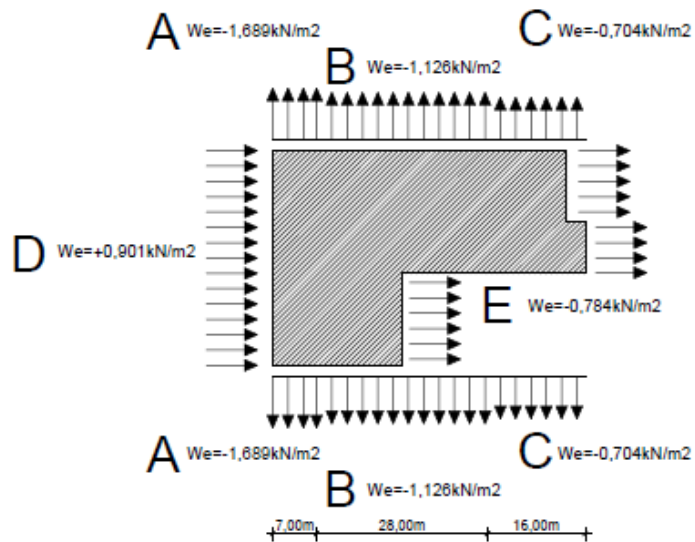 A We=-1,689kN/m2
C We=-0,704kN/m2
B We=-1,126kN/m2
D We=+0,901kN/m2
E We=-0,784kN/m2
A We=-1,689kN/m2
C We=-0,704kN/m2
B We=-1,126kN/m2
7,00m 28,00m 16,00m